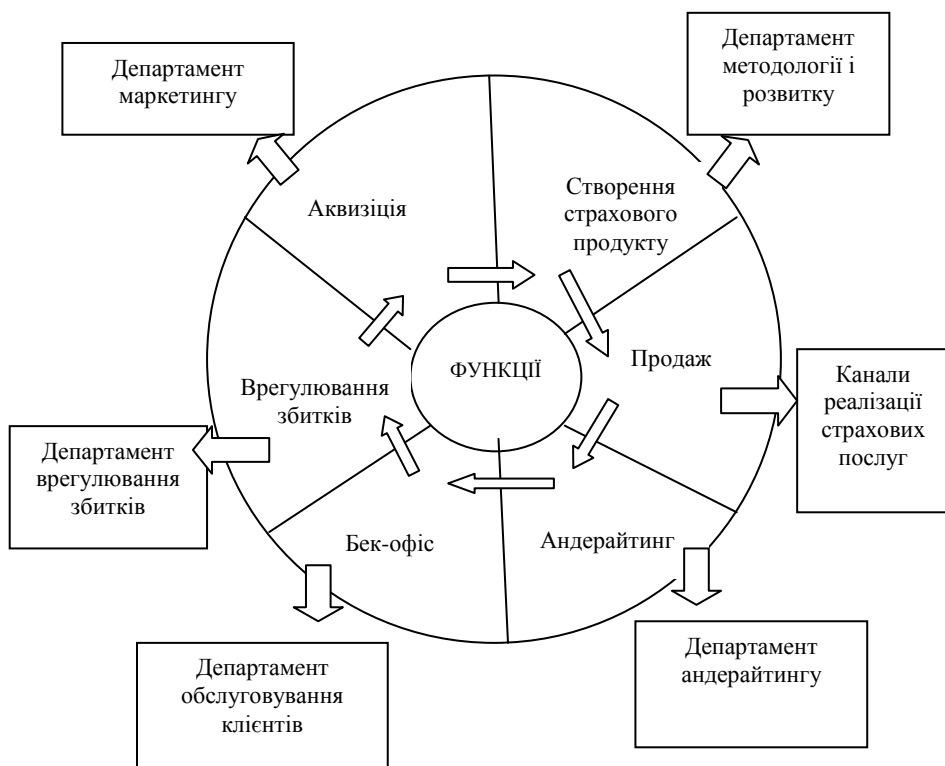 Департамент
маркетингу
Департамент
методології і
розвитку
Аквизіція
Створення
страхового
продукту
ФУНКЦІЇ
Продаж
Канали
реалізації
страхових
послуг
Врегулювання
збитків
Департамент
врегулювання
збитків
Бек-офіс
Андерайтинг
Департамент
обслуговування
клієнтів
Департамент
андерайтингу